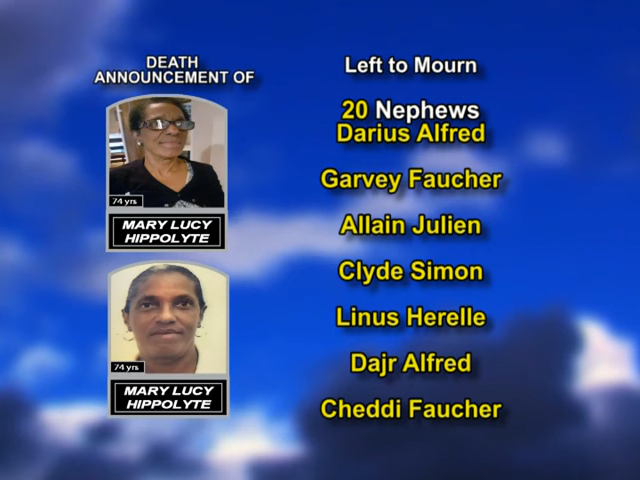 DEATH
ANNOUNCEMENT OF
74 yrs
MARY LUCY
HIPPOLYTE
74 yrs
MARY LUCY
HIPPOLYTE
Left to Mourn
20 Nephews
Darius Alfred
Garvey Faucher
Allain Julien
Clyde Simon
Linus Herelle
Dajr Alfred
Cheddi Faucher